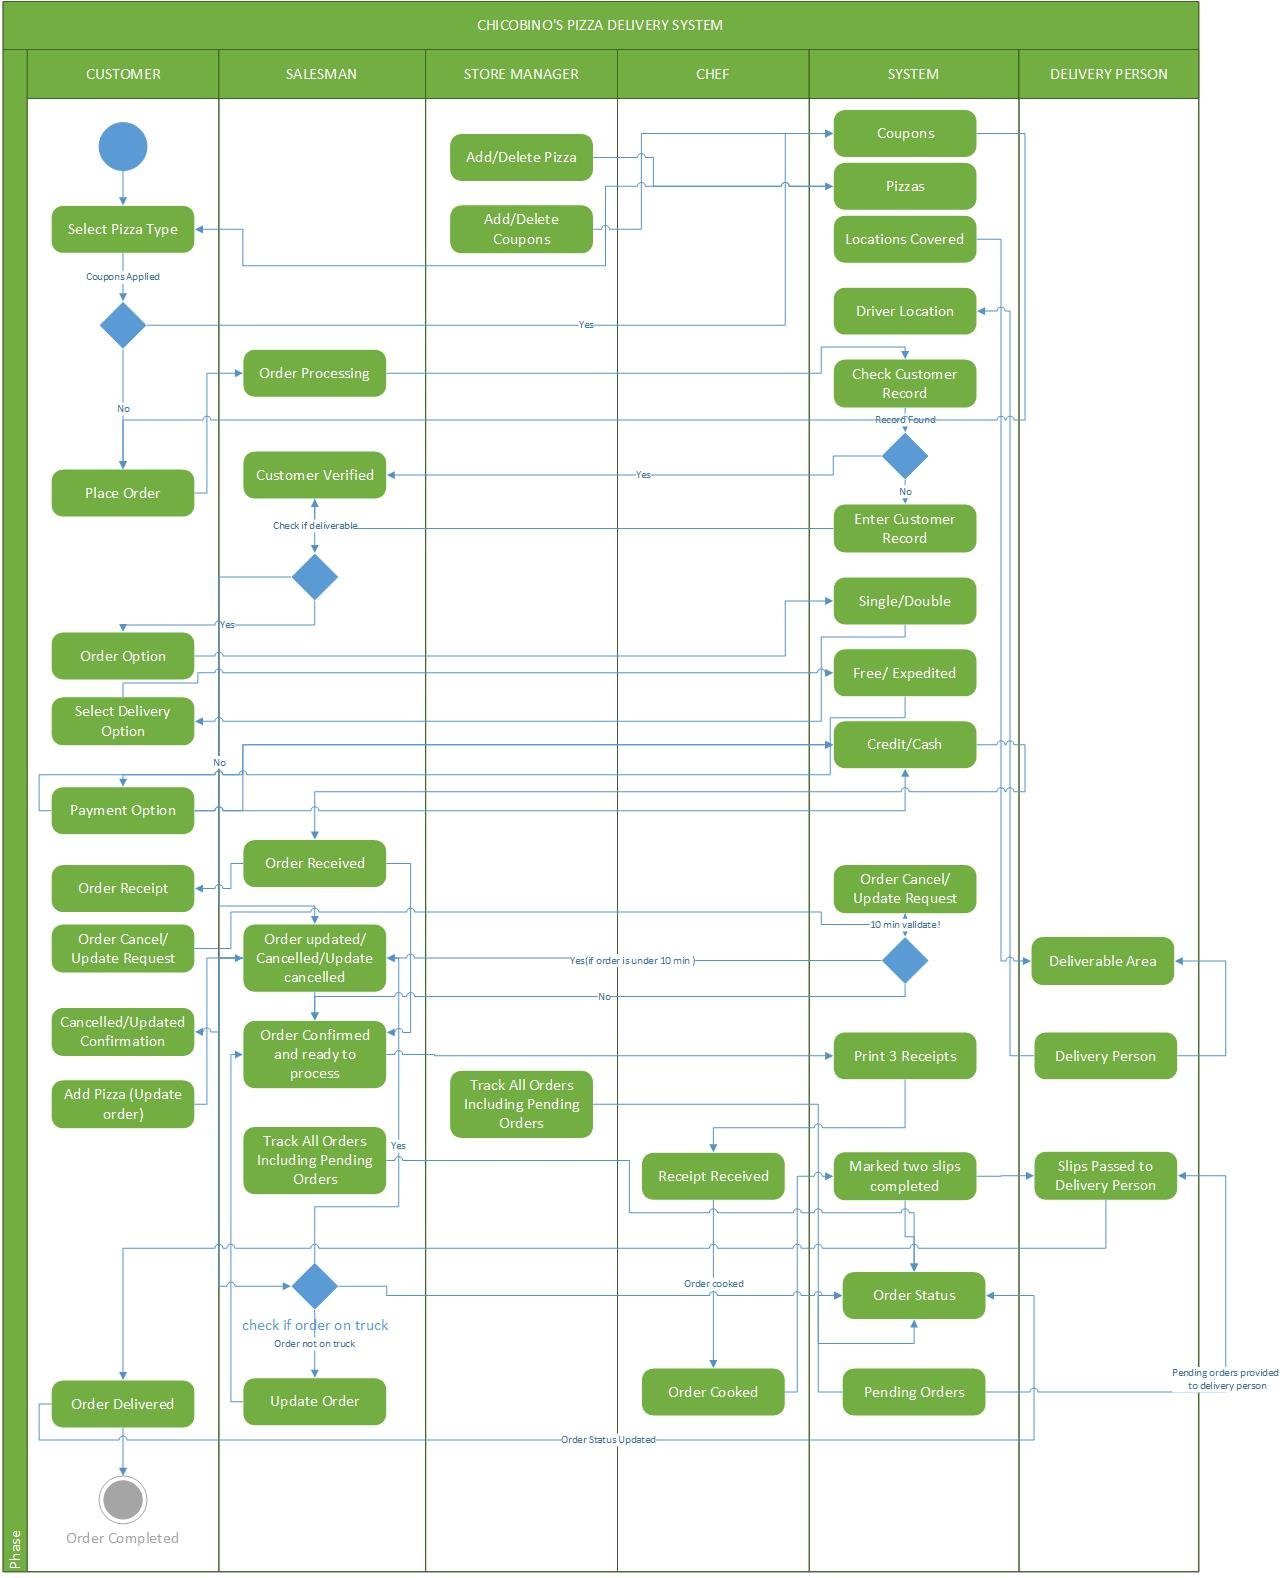 CHICOBINO'S PIZZA DELIVERY SYSTEM
CUSTOMER
SALESMAN
STORE MANAGER
CHEF
SYSTEM
DELIVERY PERSON
Coupons
Add/Delete Pizza
Pizzas
Select Pizza Type
Add/Delete
Coupons
Locations Covered
Coupons Applied
Driver Location
Yes
Order Processing
Check Customer
Record
No
Record Found
Customer Verified
Yes
Place Order
No
Check if deliverable
Enter Customer
Record
Single/Double
Yes
Order Option
Free/ Expedited
Select Delivery
Option
Credit/Cash
No
Payment Option
Order Received
Order Receipt
Order Cancel/
Update Request
10 min validate!
Order Cancel/
Update Request
Order updated/
Cancelled/Update
cancelled
Yes(if order is under 10 min )
Deliverable Area
No
Cancelled/Updated
Confirmation
Order Confirmed
and ready to
process
Print 3 Receipts
Delivery Person
Add Pizza (Update
order)
Track All Orders
Including Pending
Orders
Track All Orders
Including Pending
Orders
Yes
Receipt Received
Marked two slips
completed
Slips Passed to
Delivery Person
Order cooked
Order Status
check if order on truck
Order not on truck
Pending orders provided
to delivery person
Order Delivered
Update Order
Order Cooked
Pending Orders
Order Status Updated
Order Completed
Phase